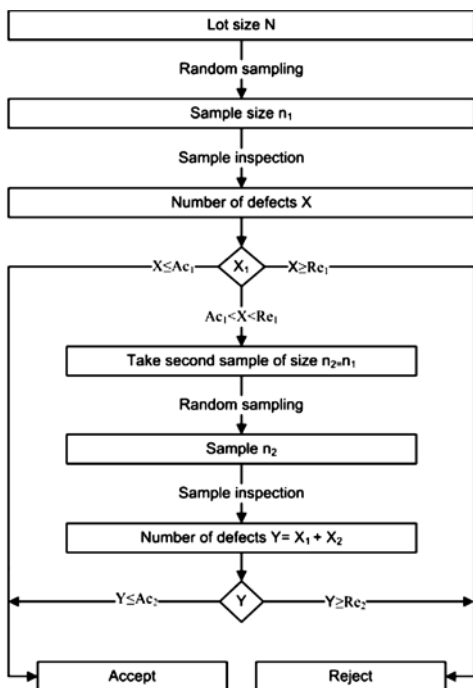 Lot size N
Random sampling
Sample size n₁
Sample inspection
Number of defects X
X≤Ac₁ X₁ X≥Re₁
Ac₁<X<Re₁
Take second sample of size n₂=n₁
Random sampling
Sample n₂
Sample inspection
Number of defects Y= X₁ + X₂
Y≤Ac₂ Y Y≥Re₂
Accept Reject